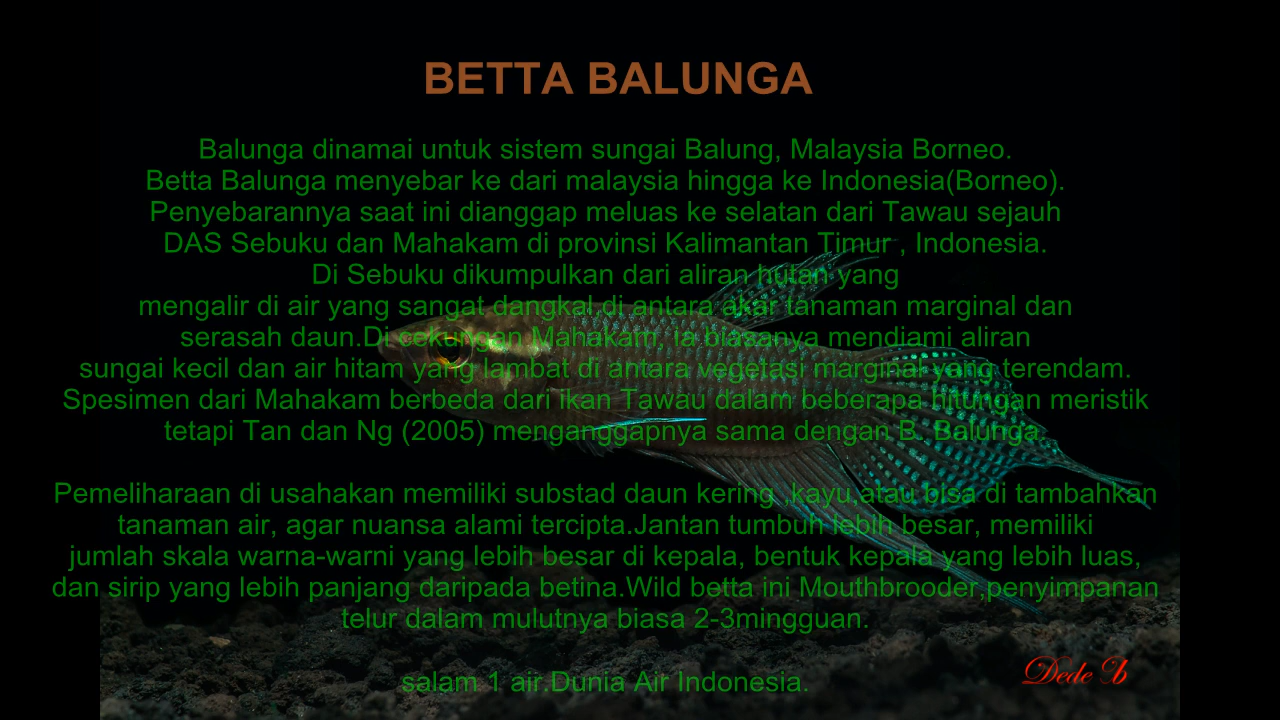 BETTA BALUNGA
Balunga dinamai untuk sistem sungai Balung, Malaysia Borneo.
Betta Balunga menyebar ke dari malaysia hingga ke Indonesia(Borneo).
Penyebarannya saat ini dianggap meluas ke selatan dari Tawau sejauh
DAS Sebuku dan Mahakam di provinsi Kalimantan Timur , Indonesia.
Di Sebuku dikumpulkan dari aliran hutan yang
mengalir di air yang sangat dangkal di antara akar tanaman marginal dan
serasah daun.Di cekungan Mahakam, ia biasanya mendiami aliran
sungai kecil dan air hitam yang lambat di antara vegetasi marginal yang terendam.
Spesimen dari Mahakam berbeda dari ikan Tawau dalam beberapa hitungan meristik
tetapi Tan dan Ng (2005) menganggapnya sama dengan B. Balunga.
Pemeliharaan di usahakan memiliki substad daun kering ,kayu,atau bisa di tambahkan
tanaman air, agar nuansa alami tercipta.Jantan tumbuh lebih besar, memiliki
jumlah skala warna-warni yang lebih besar di kepala, bentuk kepala yang lebih luas,
dan sirip yang lebih panjang daripada betina.Wild betta ini Mouthbrooder,penyimpanan
telur dalam mulutnya biasa 2-3mingguan.
salam 1 air.Dunia Air Indonesia.
Dede B